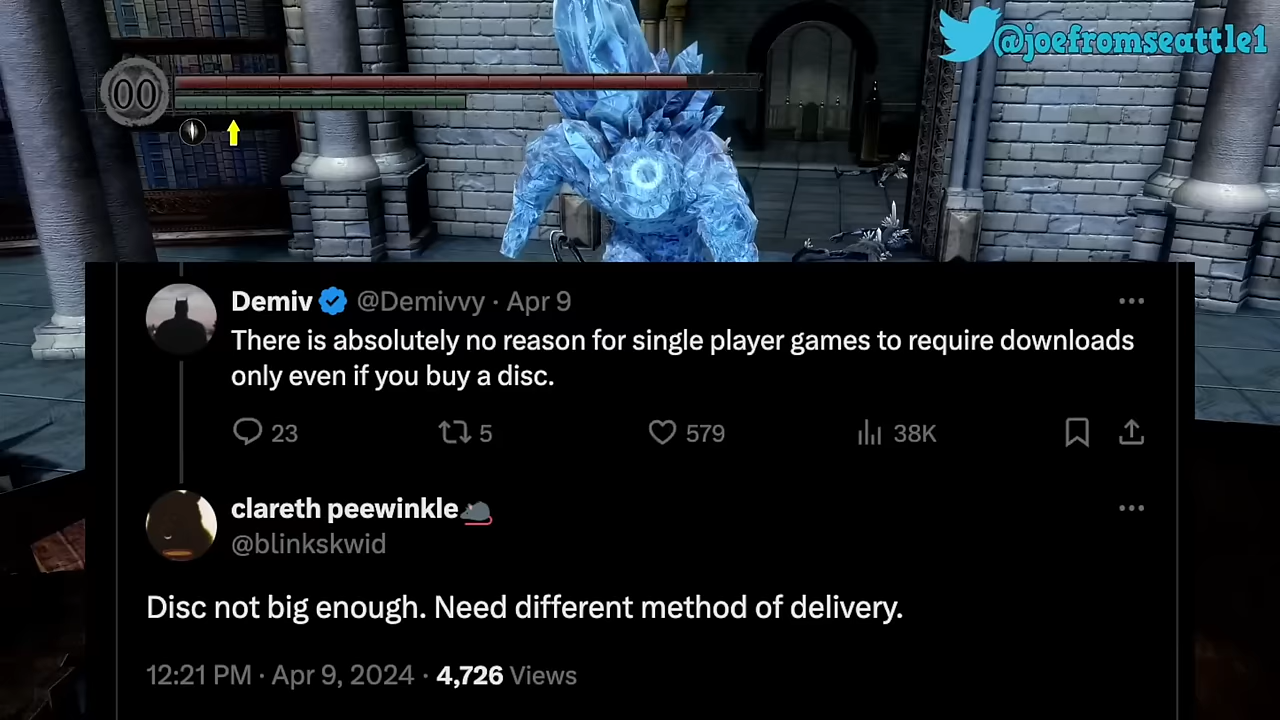 @joefromseattle1
00
Demiv @Demivvy · Apr 9
There is absolutely no reason for single player games to require downloads
only even if you buy a disc.
23 5 579 38K
clareth peewinkle
@blinkskwid
Disc not big enough. Need different method of delivery.
12:21 PM · Apr 9, 2024 · 4,726 Views